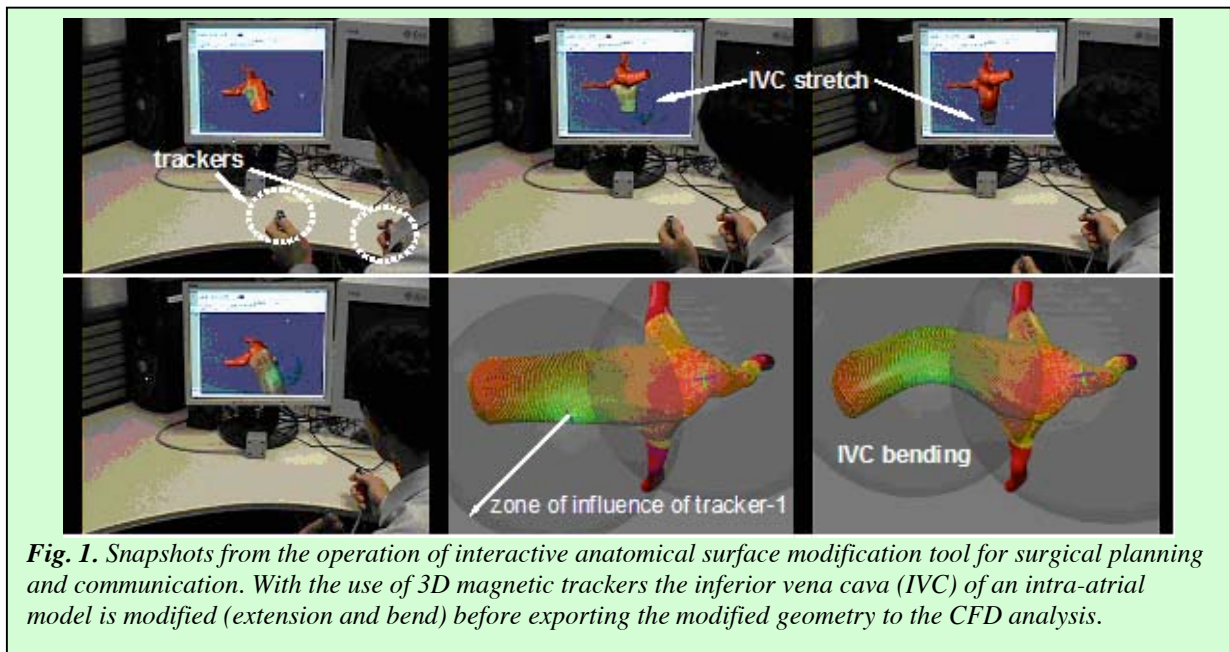 trackers
IVC stretch
zone of influence of tracker-1
IVC bending
Fig. 1. Snapshots from the operation of interactive anatomical surface modification tool for surgical planning
and communication. With the use of 3D magnetic trackers the inferior vena cava (IVC) of an intra-atrial
model is modified (extension and bend) before exporting the modified geometry to the CFD analysis.